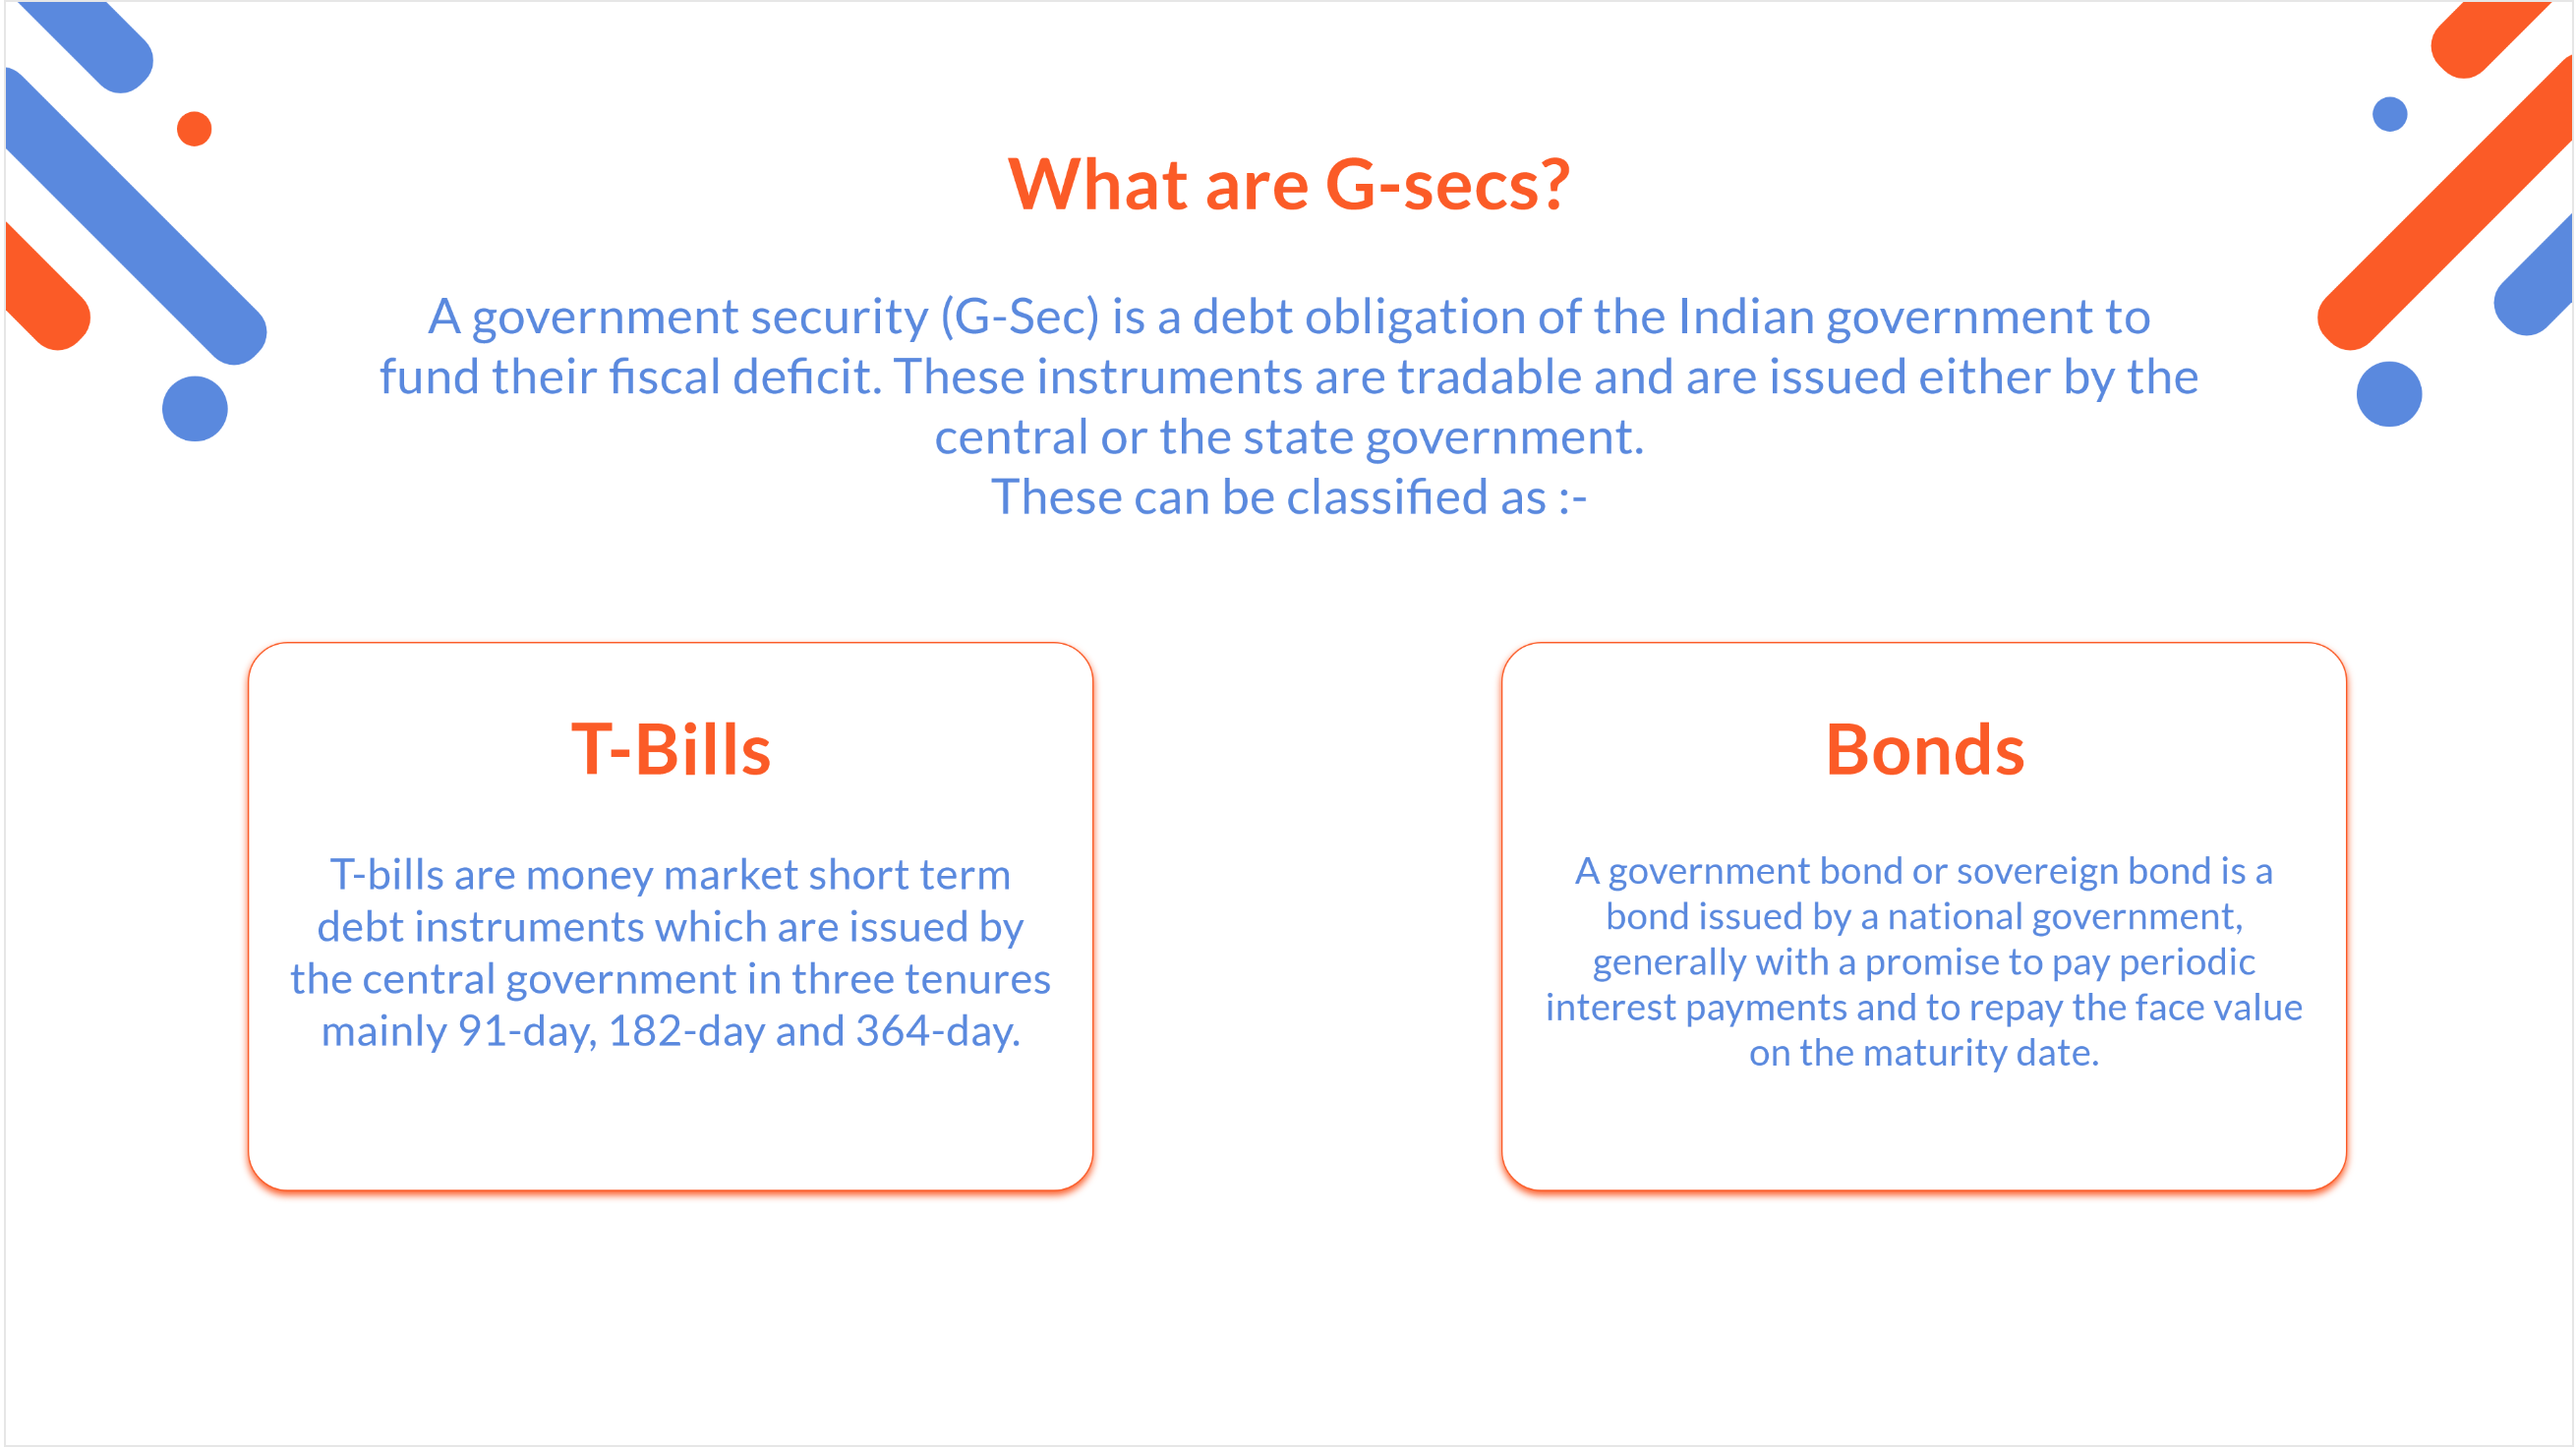 What are G-secs?
A government security (G-Sec) is a debt obligation of the Indian government to
fund their fiscal deficit. These instruments are tradable and are issued either by the
central or the state government.
These can be classified as :-
T-Bills
T-bills are money market short term
debt instruments which are issued by
the central government in three tenures
mainly 91-day, 182-day and 364-day.
Bonds
A government bond or sovereign bond is a
bond issued by a national government,
generally with a promise to pay periodic
interest payments and to repay the face value
on the maturity date.